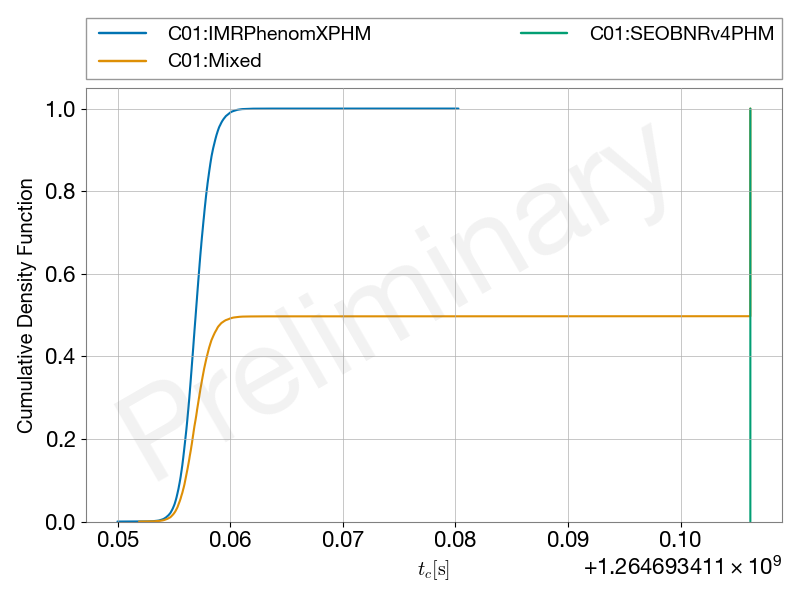 C01:IMRPhenomXPHM
C01:Mixed
C01:SEOBNRv4PHM
Preliminary
Cumulative Density Function
1.0
0.8
0.6
0.4
0.2
0.0
0.05 0.06 0.07 0.08 0.09 0.10
t_c[s]
+1.264693411 × 10⁹